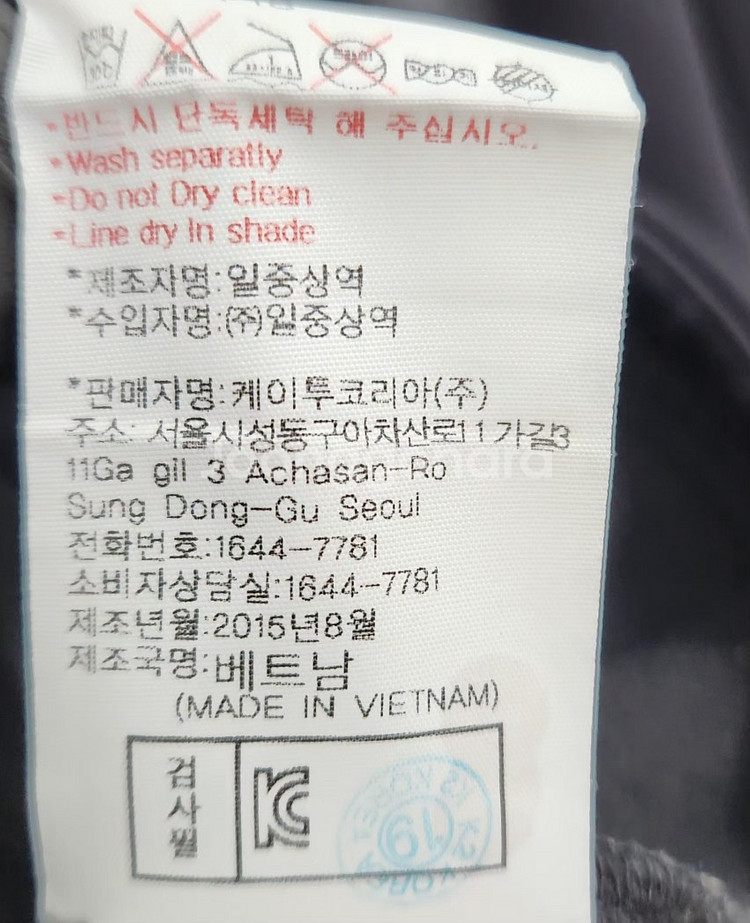 *반드시 단독세탁 해 주십시오.
*Wash separatly
*Do not Dry clean
*Line dry in shade
*제조자명:일중상역
*수입자명:㈜일중상역
*판매자명:케이투코리아(주)
주소: 서울시성동구아차산로11가길3
11Ga gil 3 Achasan-Ro
Sung Dong-Gu Seoul
전화번호:1644-7781
소비자상담실:1644-7781
제조년월:2015년8월
제조국명:베트남
(MADE IN VIETNAM)
검사필
KC
19